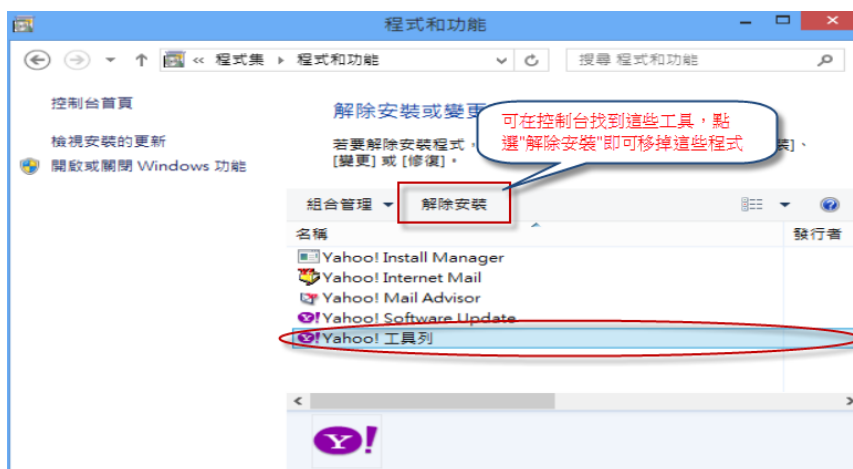 程式和功能
« 程式集 ▸ 程式和功能
搜尋 程式和功能
控制台首頁
檢視安裝的更新
開啟或關閉 Windows 功能
解除安裝或變更
若要解除安裝程式，
[變更] 或 [修復]。
可在控制台找到這些工具，點
選"解除安裝"即可移掉這些程式
組合管理 解除安裝
名稱 發行者
Yahoo! Install Manager
Yahoo! Internet Mail
Yahoo! Mail Advisor
Yahoo! Software Update
Yahoo! 工具列
Y!